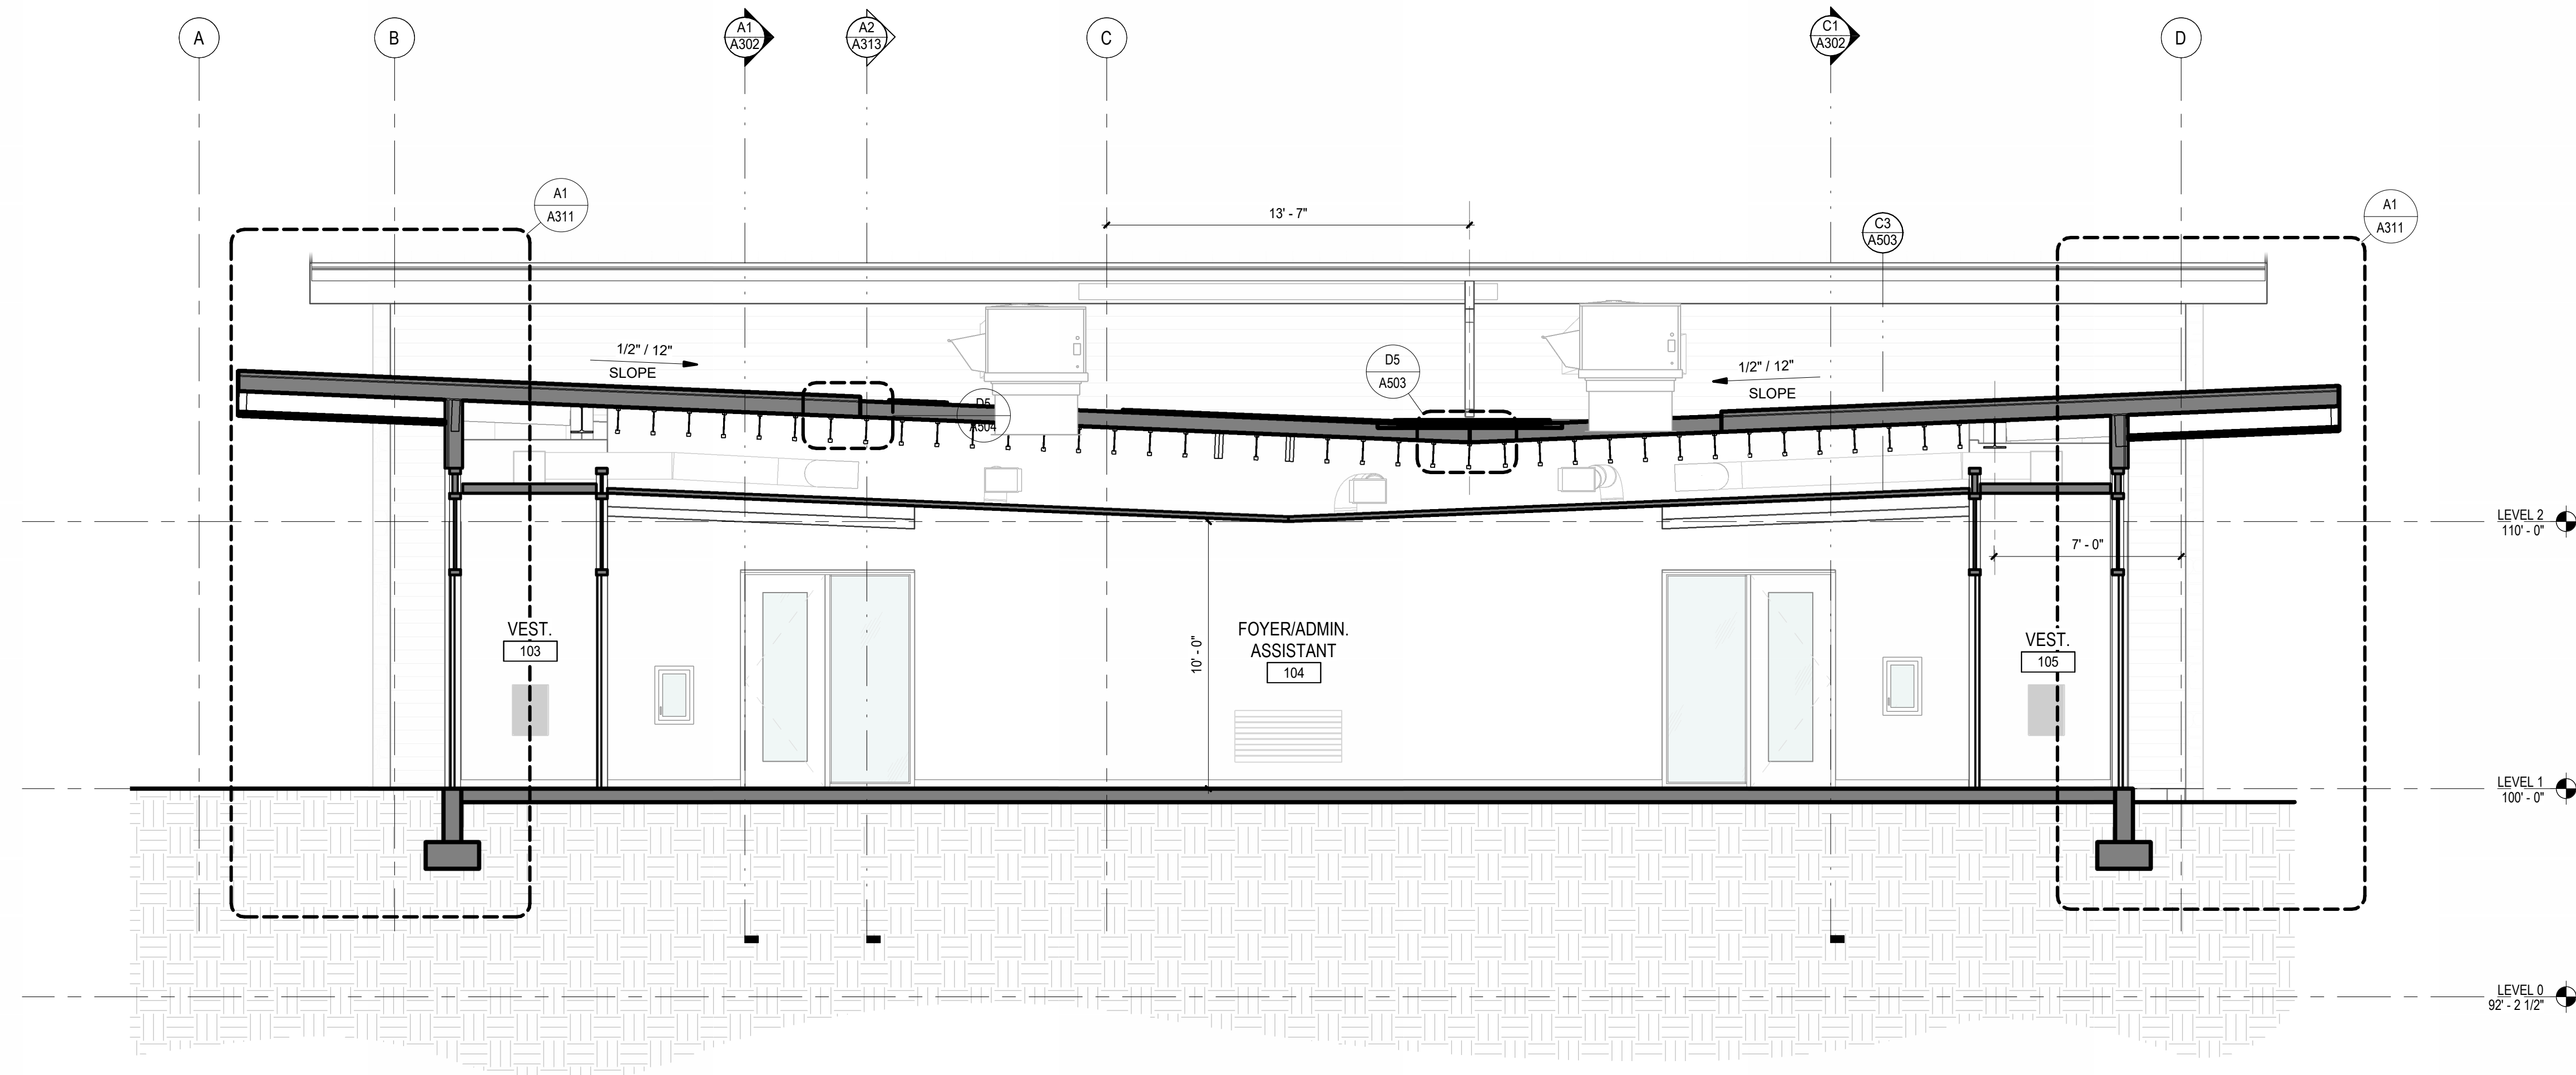 A
B
A1
A302
A2
A313
C
C1
A302
D
A1
A311
A1
A311
13' - 7"
C3
A503
1/2" / 12"
SLOPE
D5
A503
1/2" / 12"
SLOPE
D5
A504
LEVEL 2
110' - 0"
7' - 0"
VEST.
103
FOYER/ADMIN.
ASSISTANT
104
10' - 0"
VEST.
105
LEVEL 1
100' - 0"
LEVEL 0
92' - 2 1/2"